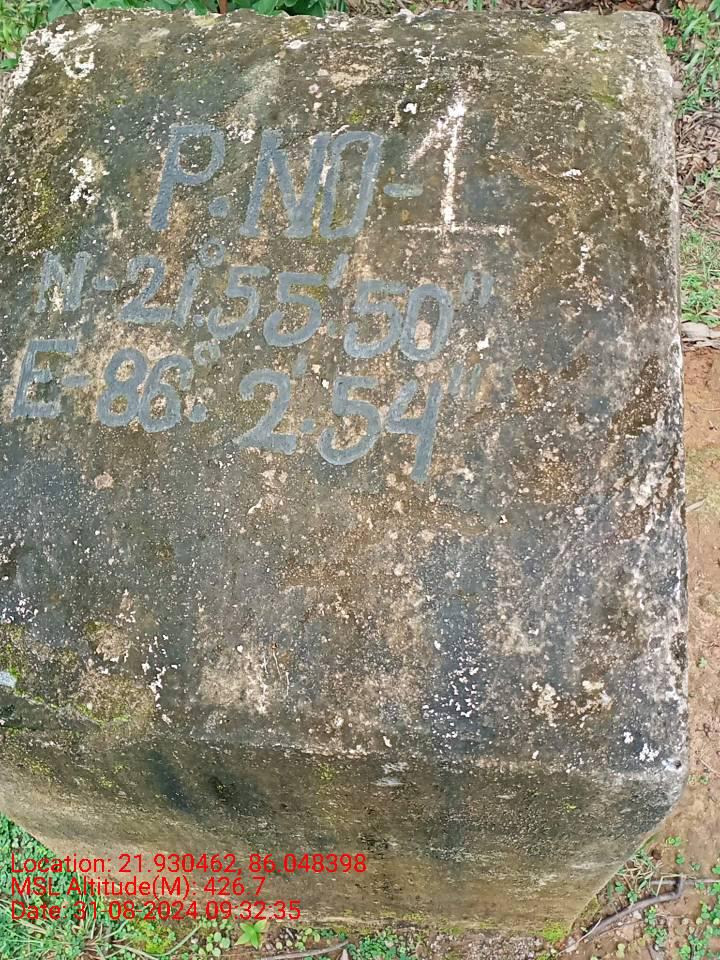 P.NO-1
N-21.°55'.50"
E-86.° 2'.54"
Location: 21.930462, 86.048398
MSL Altitude(M): 426.7
Date: 31-08-2024 09:32:35